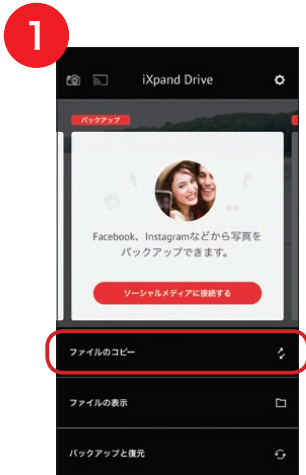 1
iXpand Drive
バックアップ
Facebook、Instagramなどから写真を
バックアップできます。
ソーシャルメディアに接続する
ファイルのコピー
ファイルの表示
バックアップと復元